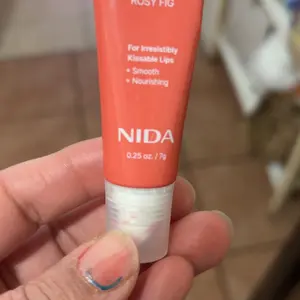 ROSY FIG
For Irresistibly
Kissable Lips
• Smooth
• Nourishing
NIDA
0.25 oz. / 7g